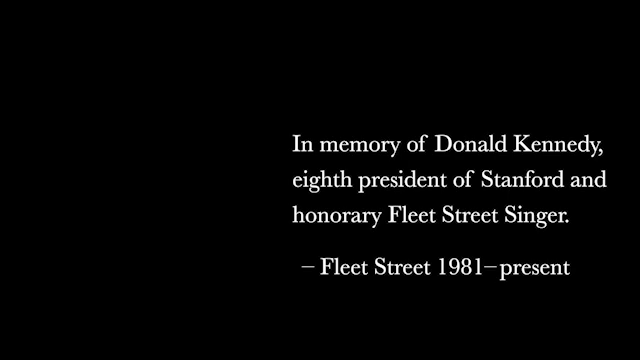 In memory of Donald Kennedy,
eighth president of Stanford and
honorary Fleet Street Singer.
– Fleet Street 1981–present